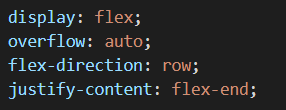 display: flex;
overflow: auto;
flex-direction: row;
justify-content: flex-end;